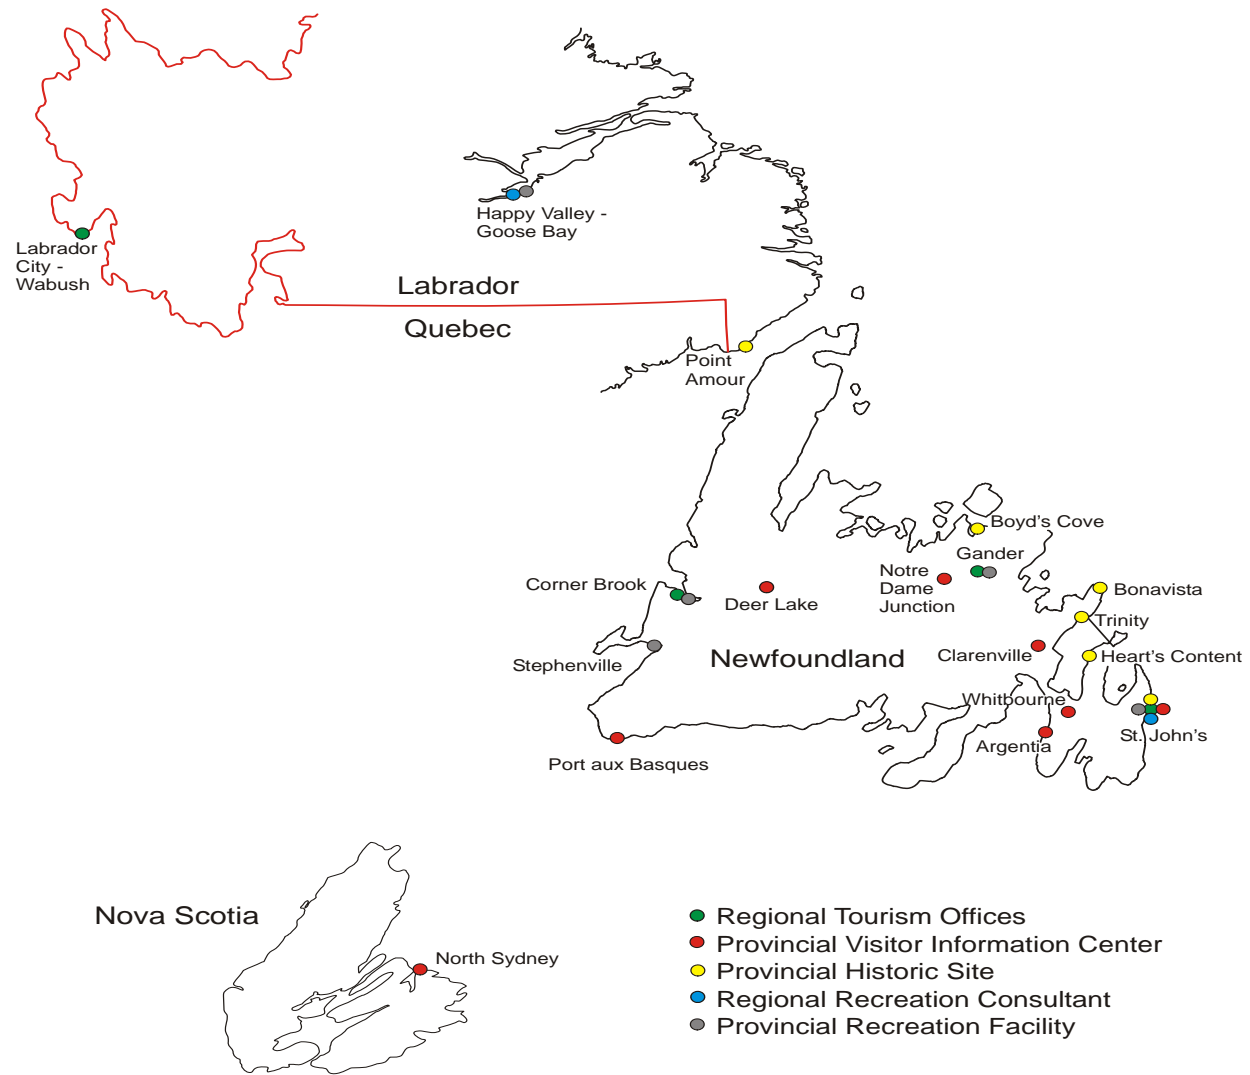 Happy Valley -
Goose Bay
Labrador
City -
Wabush
Labrador
Quebec
Point
Amour
Boyd's Cove
Gander
Notre
Dame
Junction
Corner Brook
Deer Lake
Bonavista
Trinity
Stephenville
Newfoundland
Clarenville
Heart's Content
Whitbourne
Argentia
St. John's
Port aux Basques
Nova Scotia
North Sydney
Regional Tourism Offices
Provincial Visitor Information Center
Provincial Historic Site
Regional Recreation Consultant
Provincial Recreation Facility